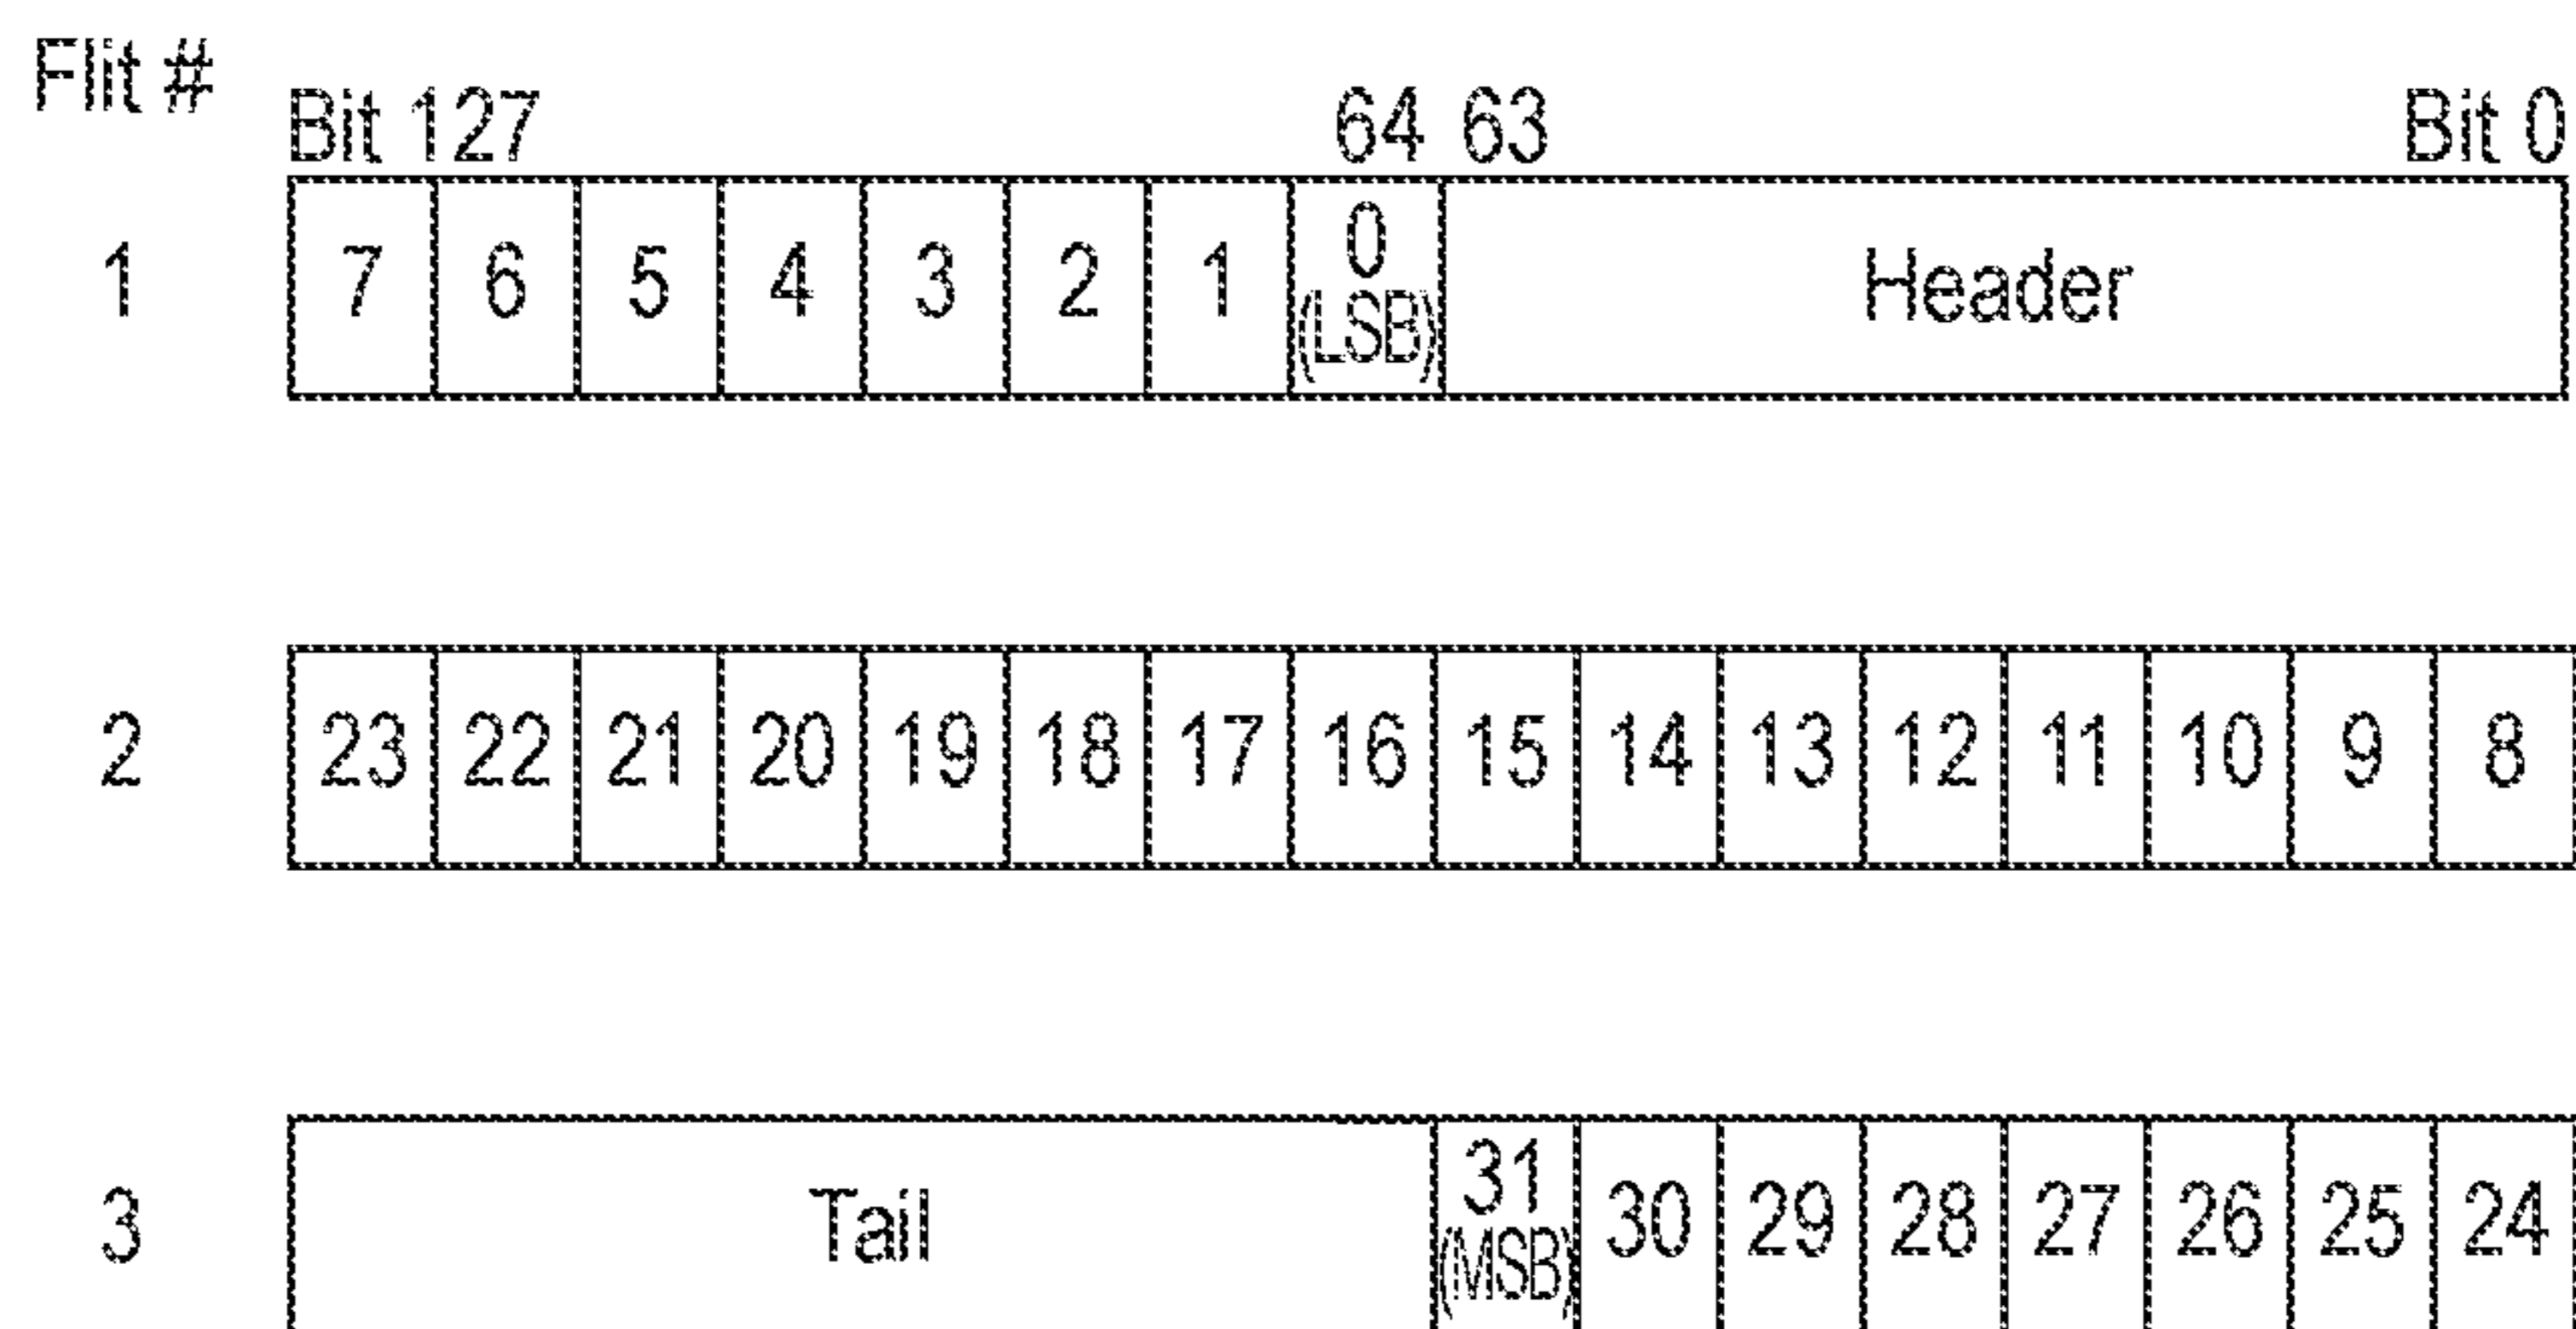 Flit #
Bit 127 64 63 Bit 0
1 7 6 5 4 3 2 1 0 (LSB) Header
2 23 22 21 20 19 18 17 16 15 14 13 12 11 10 9 8
3 Tail 31 (MSB) 30 29 28 27 26 25 24